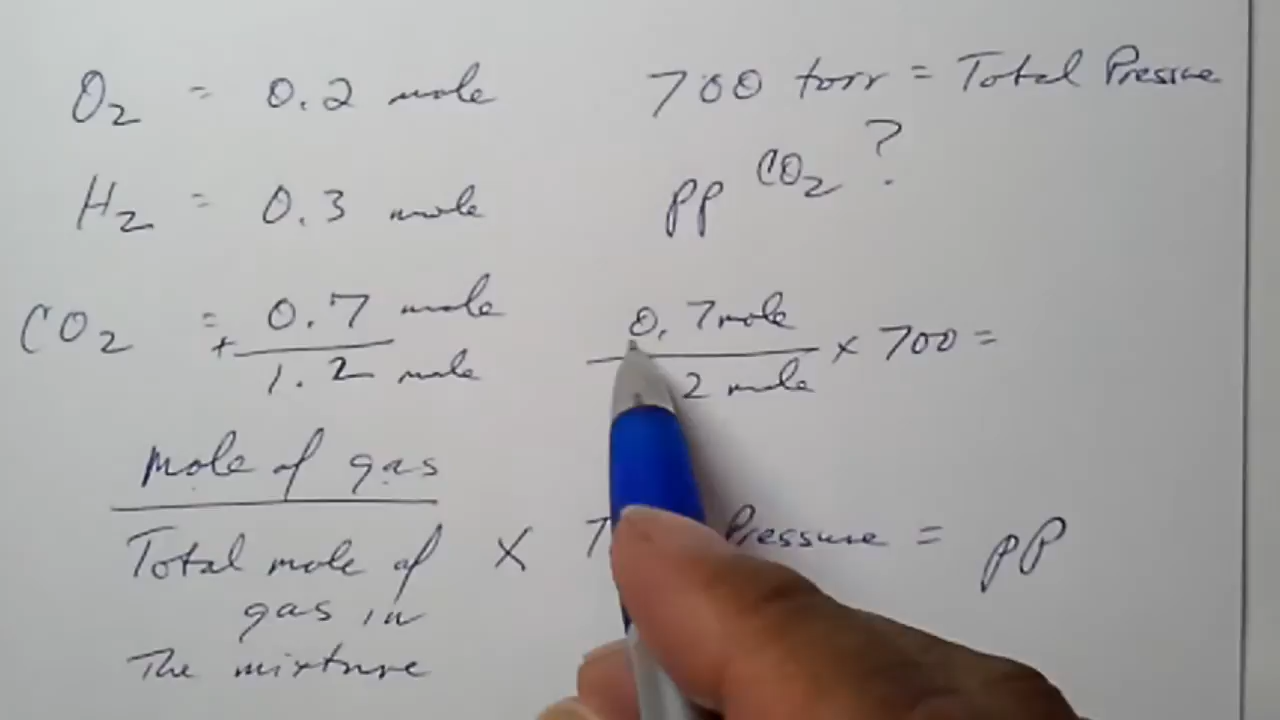 O2 = 0.2 mole
700 torr = Total Pressure
H2 = 0.3 mole
pp CO2 ?
CO2 = 0.7 mole
+ 1.2 mole
0.7 mole
2 mole
x 700 =
mole of gas
Total mole of
gas in
The mixture
X T Pressure = pP